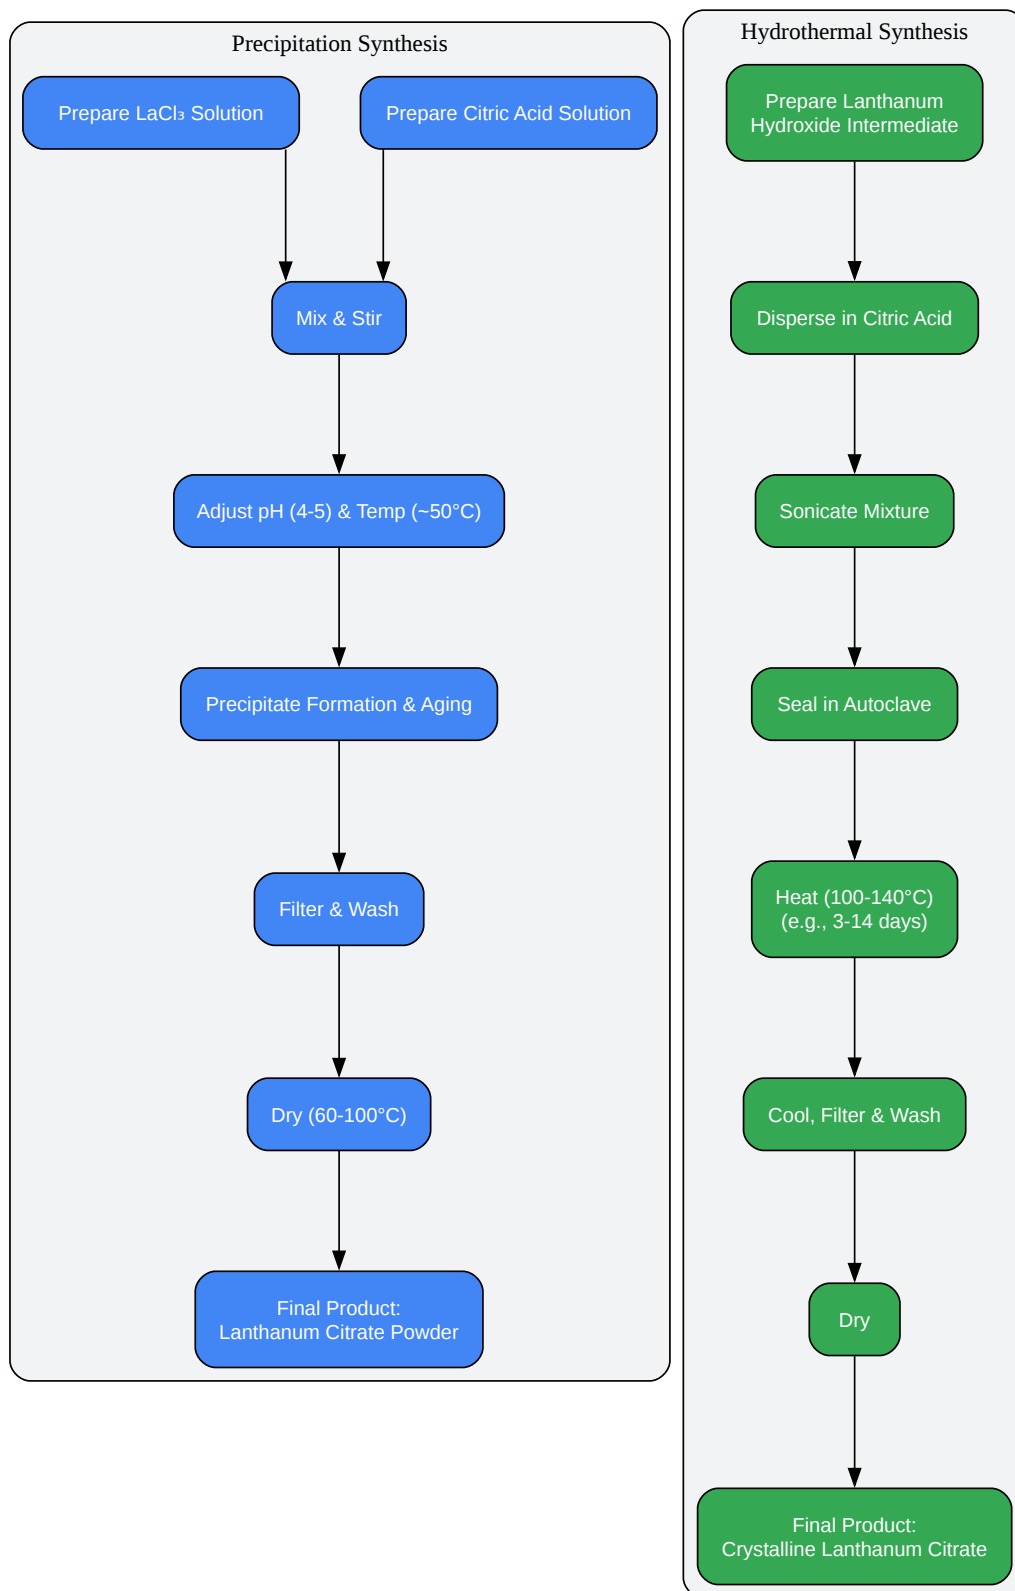 Precipitation Synthesis
Prepare LaCl₃ Solution
Prepare Citric Acid Solution
Mix & Stir
Adjust pH (4-5) & Temp (~50°C)
Precipitate Formation & Aging
Filter & Wash
Dry (60-100°C)
Final Product:
Lanthanum Citrate Powder
Hydrothermal Synthesis
Prepare Lanthanum
Hydroxide Intermediate
Disperse in Citric Acid
Sonicate Mixture
Seal in Autoclave
Heat (100-140°C)
(e.g., 3-14 days)
Cool, Filter & Wash
Dry
Final Product:
Crystalline Lanthanum Citrate